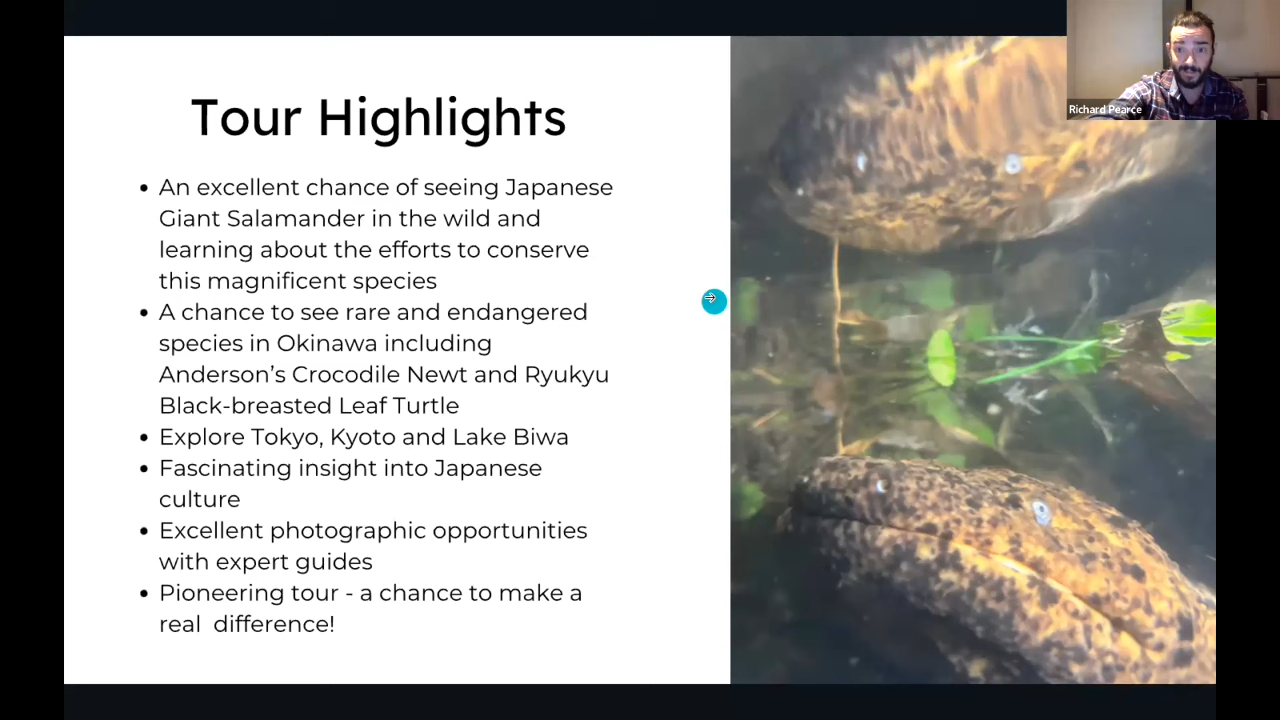 Tour Highlights
• An excellent chance of seeing Japanese
Giant Salamander in the wild and
learning about the efforts to conserve
this magnificent species
• A chance to see rare and endangered
species in Okinawa including
Anderson’s Crocodile Newt and Ryukyu
Black-breasted Leaf Turtle
• Explore Tokyo, Kyoto and Lake Biwa
• Fascinating insight into Japanese
culture
• Excellent photographic opportunities
with expert guides
• Pioneering tour - a chance to make a
real  difference!
Richard Pearce